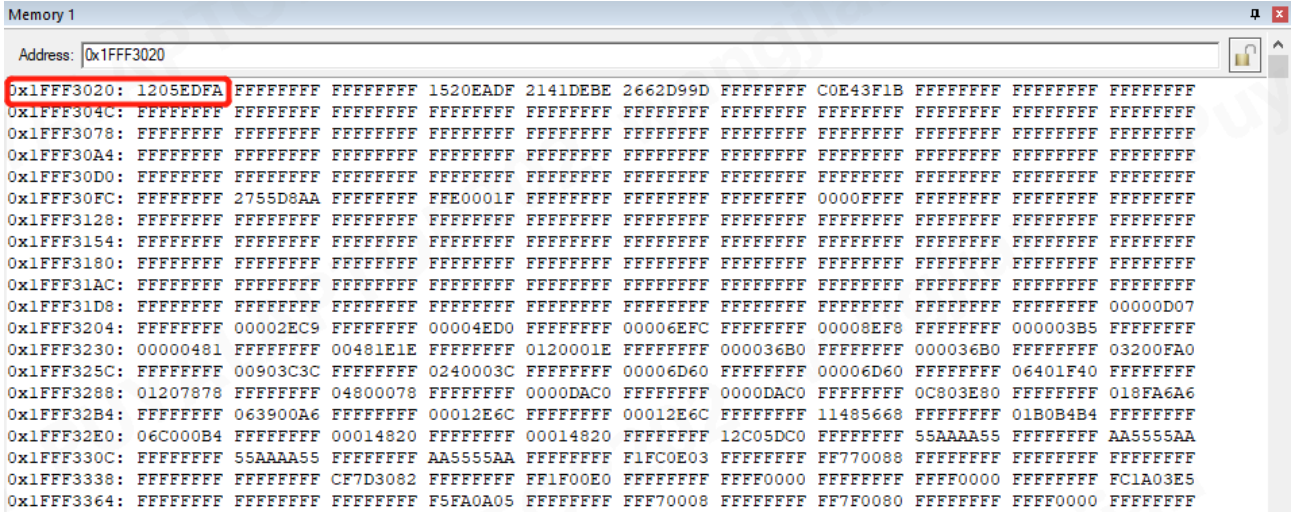 Memory 1
Address: 0x1FFF3020
0x1FFF3020: 1205EDFA FFFFFFFF FFFFFFFF 1520EADF 2141DEBE 2662D99D FFFFFFFF C0E43F1B FFFFFFFF FFFFFFFF FFFFFFFF
0x1FFF304C: FFFFFFFF FFFFFFFF FFFFFFFF FFFFFFFF FFFFFFFF FFFFFFFF FFFFFFFF FFFFFFFF FFFFFFFF FFFFFFFF FFFFFFFF
0x1FFF3078: FFFFFFFF FFFFFFFF FFFFFFFF FFFFFFFF FFFFFFFF FFFFFFFF FFFFFFFF FFFFFFFF FFFFFFFF FFFFFFFF FFFFFFFF
0x1FFF30A4: FFFFFFFF FFFFFFFF FFFFFFFF FFFFFFFF FFFFFFFF FFFFFFFF FFFFFFFF FFFFFFFF FFFFFFFF FFFFFFFF FFFFFFFF
0x1FFF30D0: FFFFFFFF FFFFFFFF FFFFFFFF FFFFFFFF FFFFFFFF FFFFFFFF FFFFFFFF FFFFFFFF FFFFFFFF FFFFFFFF FFFFFFFF
0x1FFF30FC: FFFFFFFF 2755D8AA FFFFFFFF FFE0001F FFFFFFFF FFFFFFFF FFFFFFFF 0000FFFF FFFFFFFF FFFFFFFF FFFFFFFF
0x1FFF3128: FFFFFFFF FFFFFFFF FFFFFFFF FFFFFFFF FFFFFFFF FFFFFFFF FFFFFFFF FFFFFFFF FFFFFFFF FFFFFFFF FFFFFFFF
0x1FFF3154: FFFFFFFF FFFFFFFF FFFFFFFF FFFFFFFF FFFFFFFF FFFFFFFF FFFFFFFF FFFFFFFF FFFFFFFF FFFFFFFF FFFFFFFF
0x1FFF3180: FFFFFFFF FFFFFFFF FFFFFFFF FFFFFFFF FFFFFFFF FFFFFFFF FFFFFFFF FFFFFFFF FFFFFFFF FFFFFFFF FFFFFFFF
0x1FFF31AC: FFFFFFFF FFFFFFFF FFFFFFFF FFFFFFFF FFFFFFFF FFFFFFFF FFFFFFFF FFFFFFFF FFFFFFFF FFFFFFFF FFFFFFFF
0x1FFF31D8: FFFFFFFF FFFFFFFF FFFFFFFF FFFFFFFF FFFFFFFF FFFFFFFF FFFFFFFF FFFFFFFF FFFFFFFF FFFFFFFF 00000D07
0x1FFF3204: FFFFFFFF 00002EC9 FFFFFFFF 00004ED0 FFFFFFFF 00006EFC FFFFFFFF 00008EF8 FFFFFFFF 000003B5 FFFFFFFF
0x1FFF3230: 00000481 FFFFFFFF 00481E1E FFFFFFFF 0120001E FFFFFFFF 000036B0 FFFFFFFF 000036B0 FFFFFFFF 03200FA0
0x1FFF325C: FFFFFFFF 00903C3C FFFFFFFF 0240003C FFFFFFFF 00006D60 FFFFFFFF 00006D60 FFFFFFFF 06401F40 FFFFFFFF
0x1FFF3288: 01207878 FFFFFFFF 04800078 FFFFFFFF 0000DAC0 FFFFFFFF 0000DAC0 FFFFFFFF 0C803E80 FFFFFFFF 018FA6A6
0x1FFF32B4: FFFFFFFF 063900A6 FFFFFFFF 00012E6C FFFFFFFF 00012E6C FFFFFFFF 11485668 FFFFFFFF 01B0B4B4 FFFFFFFF
0x1FFF32E0: 06C000B4 FFFFFFFF 00014820 FFFFFFFF 00014820 FFFFFFFF 12C05DC0 FFFFFFFF 55AAAA55 FFFFFFFF AA5555AA
0x1FFF330C: FFFFFFFF 55AAAA55 FFFFFFFF AA5555AA FFFFFFFF F1FC0E03 FFFFFFFF FF770088 FFFFFFFF FFFFFFFF FFFFFFFF
0x1FFF3338: FFFFFFFF FFFFFFFF CF7D3082 FFFFFFFF FF1F00E0 FFFFFFFF FFFF0000 FFFFFFFF FFFF0000 FFFFFFFF FC1A03E5
0x1FFF3364: FFFFFFFF FFFFFFFF FFFFFFFF F5FA0A05 FFFFFFFF FFF70008 FFFFFFFF FF7F0080 FFFFFFFF FFFF0000 FFFFFFFF